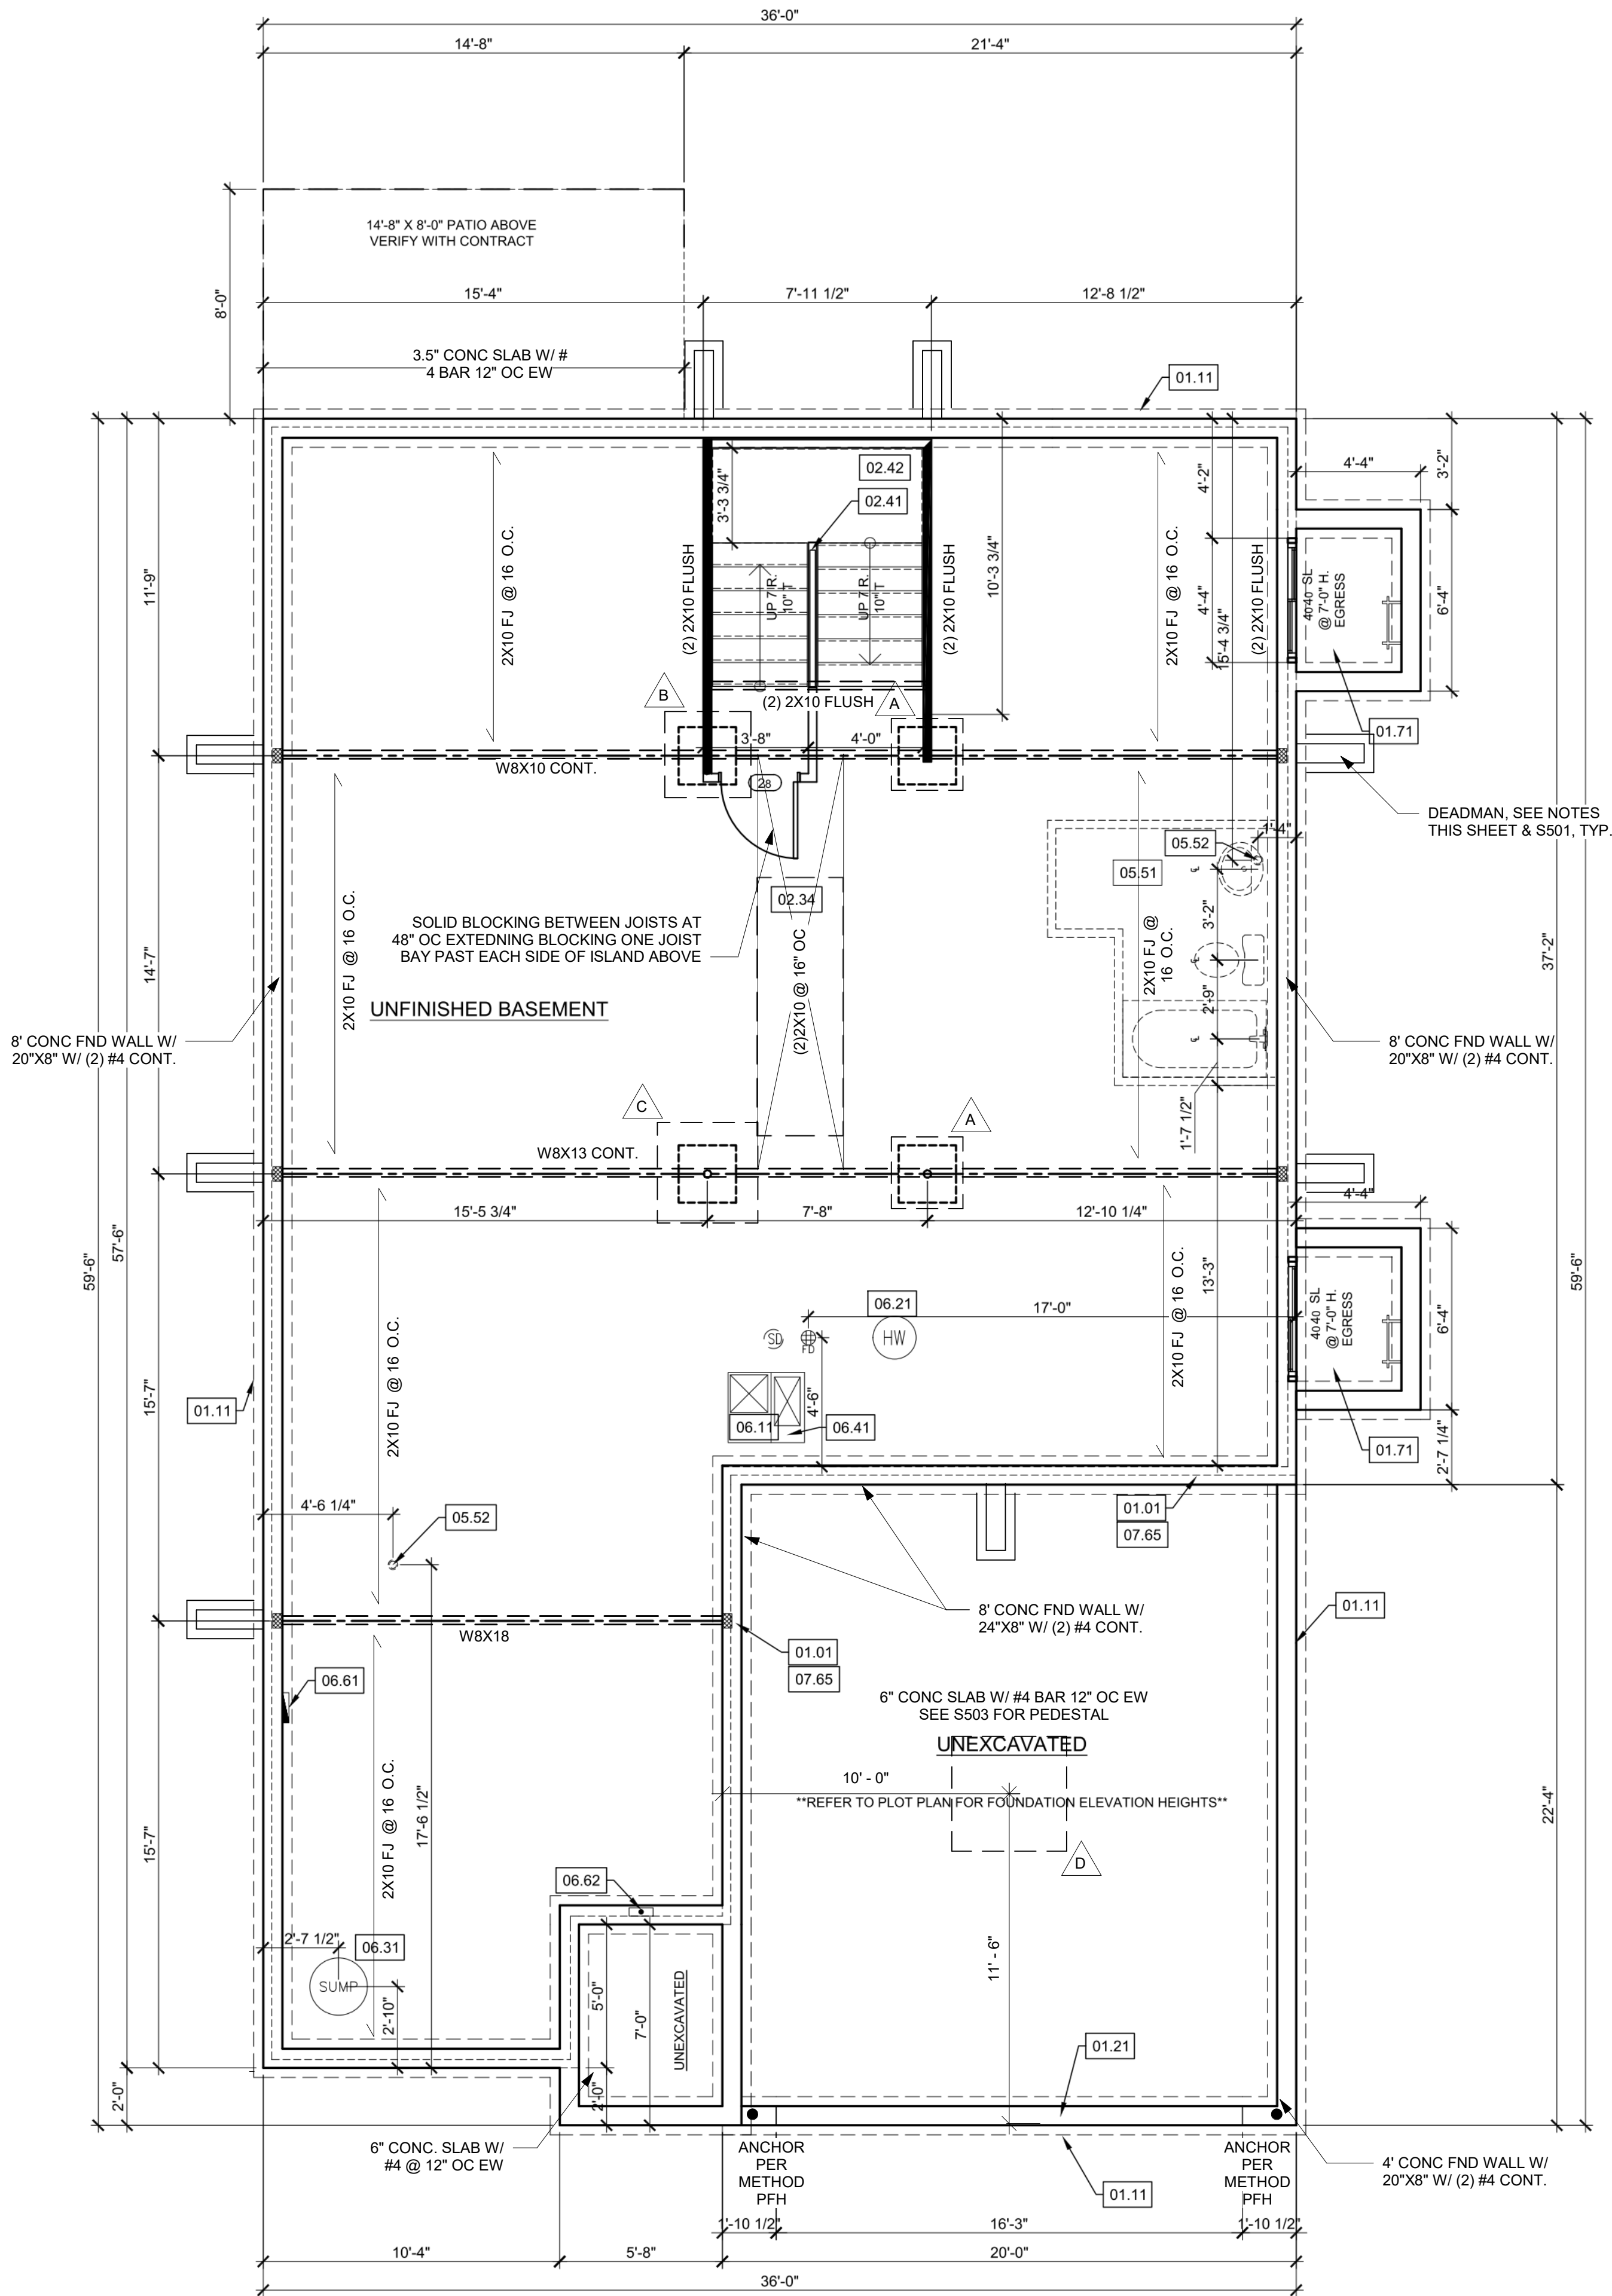 36'-0"
14'-8"
21'-4"
14'-8" X 8'-0" PATIO ABOVE
VERIFY WITH CONTRACT
8'-0"
15'-4"
7'-11 1/2"
12'-8 1/2"
3.5" CONC SLAB W/ #
4 BAR 12" OC EW
01.11
02.42
02.41
3'-3 3/4"
4'-2"
4'-4"
3'-2"
11'-9"
2X10 FJ @ 16 O.C.
(2) 2X10 FLUSH
UP 7 R.
10" T
UP 7 R.
10" T
(2) 2X10 FLUSH
10'-3 3/4"
2X10 FJ @ 16 O.C.
4'-4"
15'-4 3/4"
(2) 2X10 FLUSH
4040 SL
@ 7'-0" H.
EGRESS
6'-4"
B
(2) 2X10 FLUSH
A
01.71
3'-8"
4'-0"
W8X10 CONT.
28
DEADMAN, SEE NOTES
THIS SHEET & S501, TYP.
1'-4"
05.52
05.51
02.34
SOLID BLOCKING BETWEEN JOISTS AT
48" OC EXTEDNING BLOCKING ONE JOIST
BAY PAST EACH SIDE OF ISLAND ABOVE
3'-2"
14'-7"
2X10 FJ @ 16 O.C.
(2)2X10 @ 16" OC
2X10 FJ @
16 O.C.
2'-9"
37'-2"
UNFINISHED BASEMENT
8' CONC FND WALL W/
20"X8" W/ (2) #4 CONT.
8' CONC FND WALL W/
20"X8" W/ (2) #4 CONT.
C
A
1'-7 1/2"
W8X13 CONT.
4'-4"
15'-5 3/4"
7'-8"
12'-10 1/4"
59'-6"
57'-6"
59'-6"
13'-3"
06.21
17'-0"
SD
FD
HW
2X10 FJ @ 16 O.C.
4040 SL
@ 7'-0" H.
EGRESS
6'-4"
2X10 FJ @ 16 O.C.
15'-7"
01.11
4'-6"
06.11
06.41
01.71
2'-7 1/4"
4'-6 1/4"
05.52
01.01
07.65
8' CONC FND WALL W/
24"X8" W/ (2) #4 CONT.
01.11
W8X18
01.01
07.65
06.61
6" CONC SLAB W/ #4 BAR 12" OC EW
SEE S503 FOR PEDESTAL
UNEXCAVATED
10' - 0"
**REFER TO PLOT PLAN FOR FOUNDATION ELEVATION HEIGHTS**
D
15'-7"
2X10 FJ @ 16 O.C.
17'-6 1/2"
22'-4"
06.62
2'-7 1/2"
06.31
SUMP
2'-10"
5'-0"
7'-0"
UNEXCAVATED
11' - 6"
01.21
2'-0"
2'-0"
6" CONC. SLAB W/
#4 @ 12" OC EW
ANCHOR
PER
METHOD
PFH
ANCHOR
PER
METHOD
PFH
4' CONC FND WALL W/
20"X8" W/ (2) #4 CONT.
01.11
1'-10 1/2"
16'-3"
1'-10 1/2"
10'-4"
5'-8"
20'-0"
36'-0"